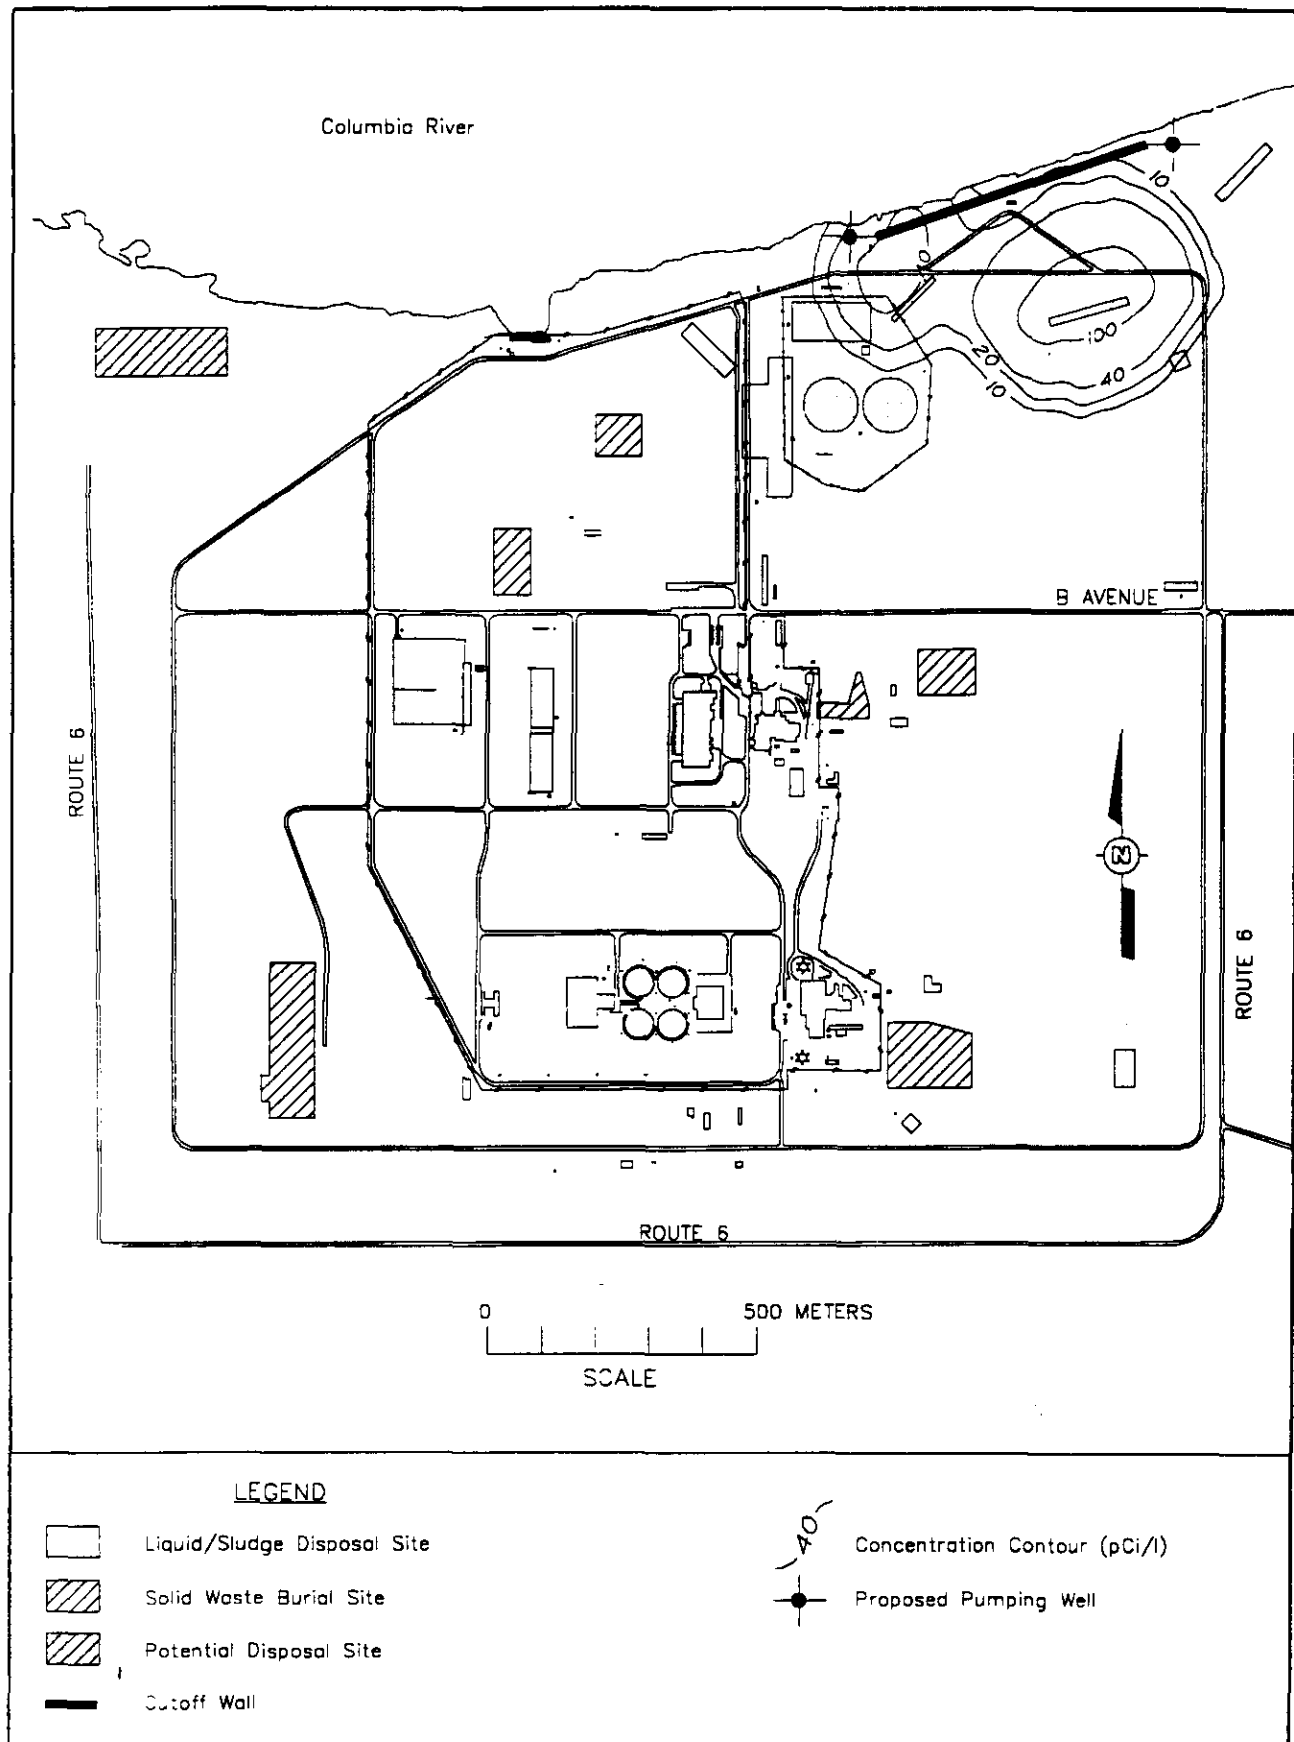 Columbia River
10
40
100
20
40
10
B AVENUE
ROUTE 6
N
ROUTE 6
ROUTE 6
0 500 METERS
SCALE
LEGEND
Liquid/Sludge Disposal Site
Solid Waste Burial Site
Potential Disposal Site
Cutoff Wall
40
Concentration Contour (pCi/l)
Proposed Pumping Well